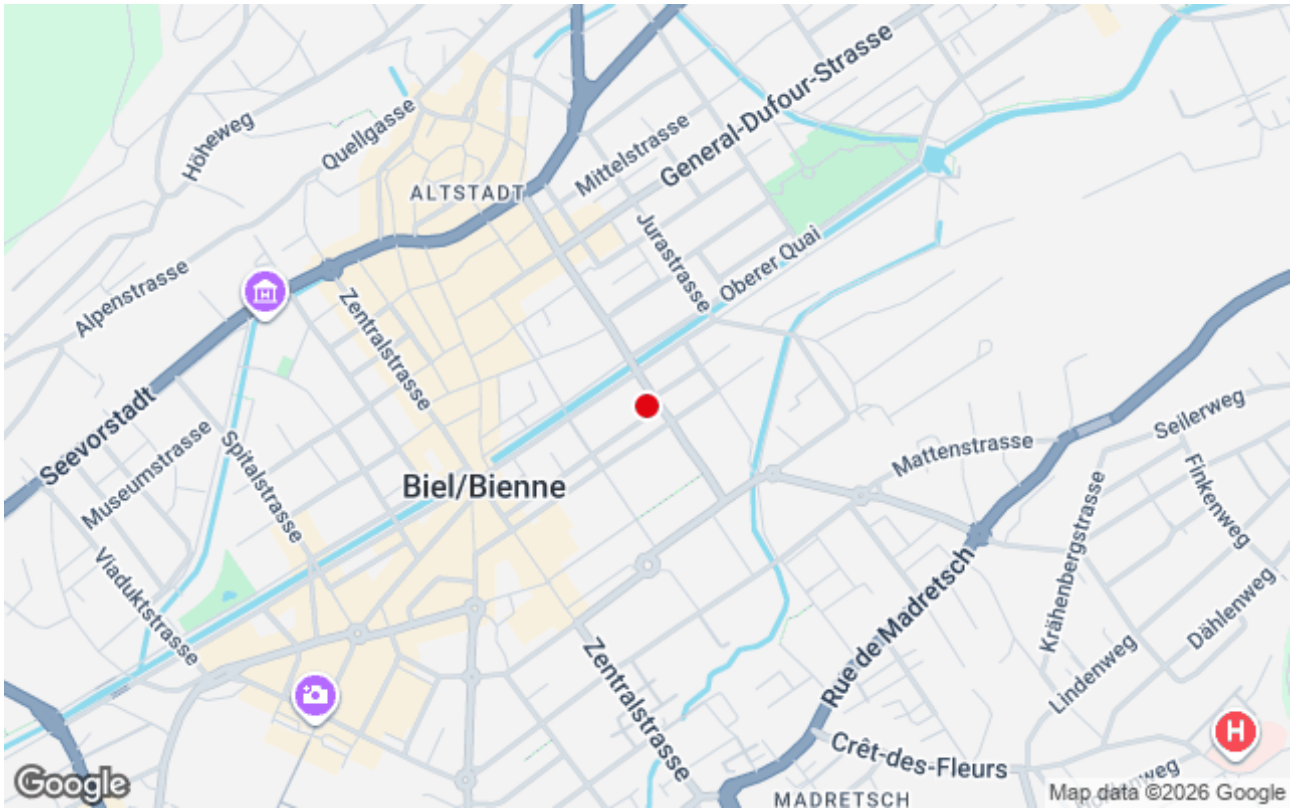 General-Dufour-Strasse
Höheweg
Quellgasse
Mittelstrasse
ALTSTADT
Jurastrasse
Oberer Quai
Alpenstrasse
Zentralstrasse
Seevorstadt
Museumstrasse
Spitalstrasse
Biel/Bienne
Mattenstrasse
Seilerweg
Finkenweg
Krähenbergstrasse
Viaduktstrasse
Rue de Madretsch
Dählenweg
Lindenweg
Zentralstrasse
H
Crêt-des-Fleurs
MADRETSCH
Google
Map data ©2026 Google